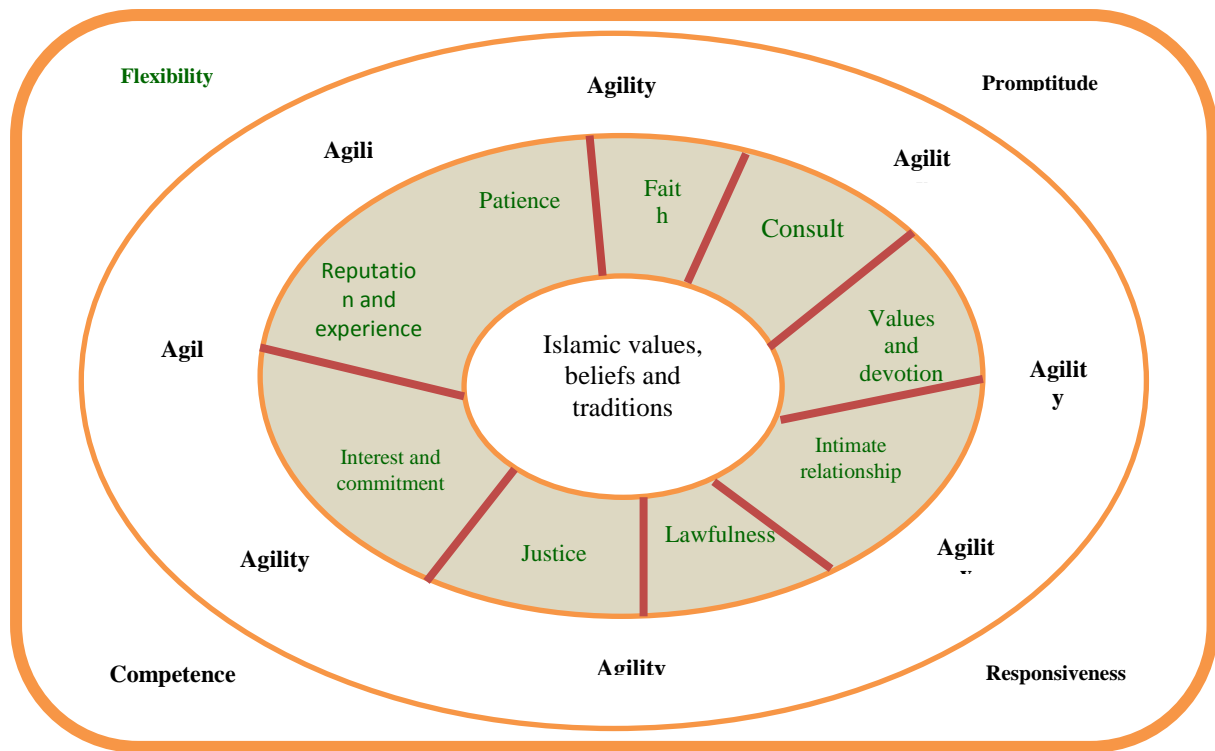 Flexibility
Agility
Promptitude
Agili
Agilit
Patience
Fait
h
Consult
Reputatio
n and
experience
Islamic values,
beliefs and
traditions
Values
and
devotion
Agil
Agilit
y
Interest and
commitment
Intimate
relationship
Justice
Lawfulness
Agility
Agilit
y
Competence
Agility
Responsiveness